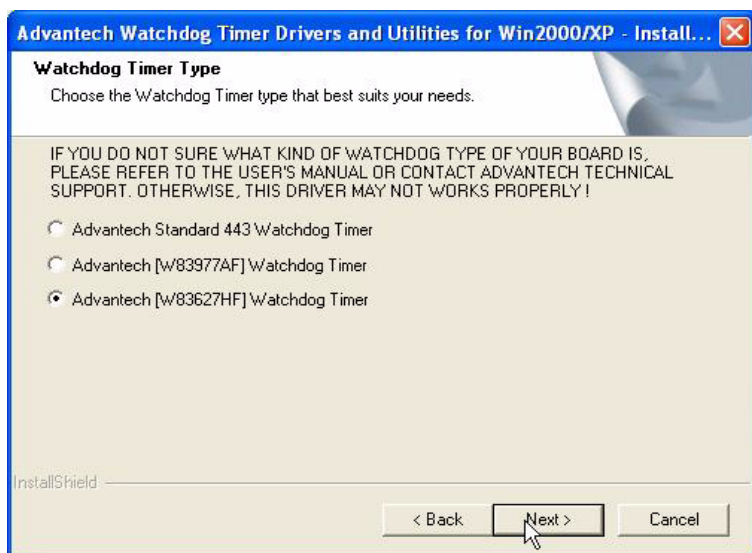 Advantech Watchdog Timer Drivers and Utilities for Win2000/XP - Install...
Watchdog Timer Type
Choose the Watchdog Timer type that best suits your needs.
IF YOU DO NOT SURE WHAT KIND OF WATCHDOG TYPE OF YOUR BOARD IS,
PLEASE REFER TO THE USER'S MANUAL OR CONTACT ADVANTECH TECHNICAL
SUPPORT. OTHERWISE, THIS DRIVER MAY NOT WORKS PROPERLY !
Advantech Standard 443 Watchdog Timer
Advantech [W83977AF] Watchdog Timer
Advantech [W83627HF] Watchdog Timer
InstallShield
< Back Next > Cancel